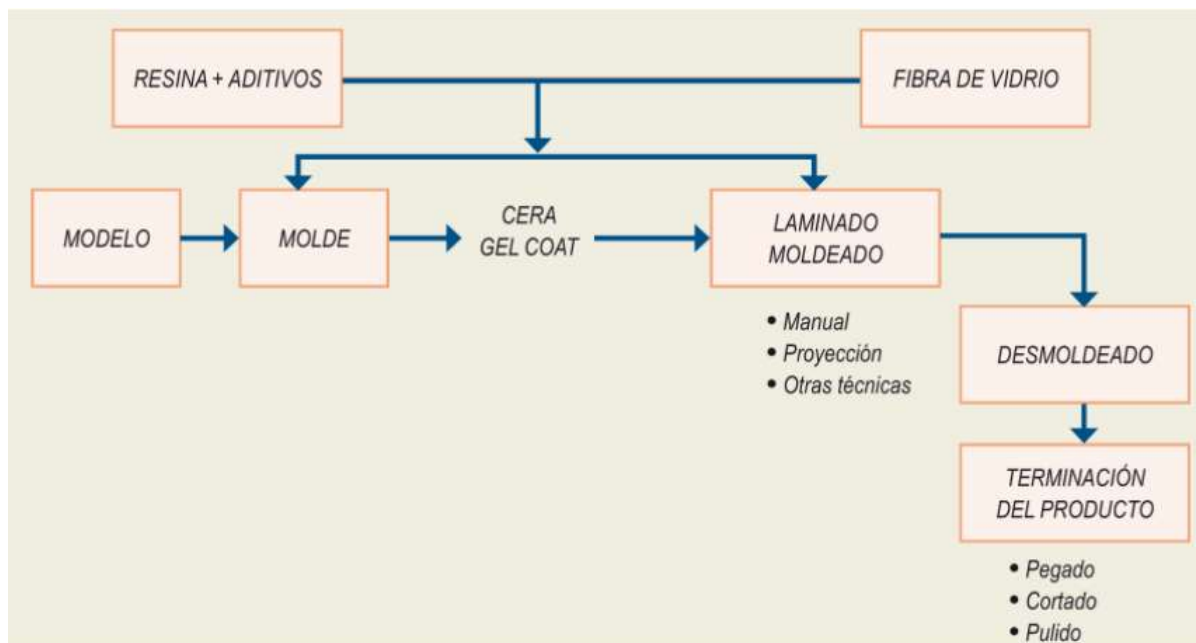 RESINA + ADITIVOS
FIBRA DE VIDRIO
MODELO
MOLDE
CERA
GEL COAT
LAMINADO
MOLDEADO
• Manual
• Proyección
• Otras técnicas
DESMOLDEADO
TERMINACIÓN
DEL PRODUCTO
• Pegado
• Cortado
• Pulido